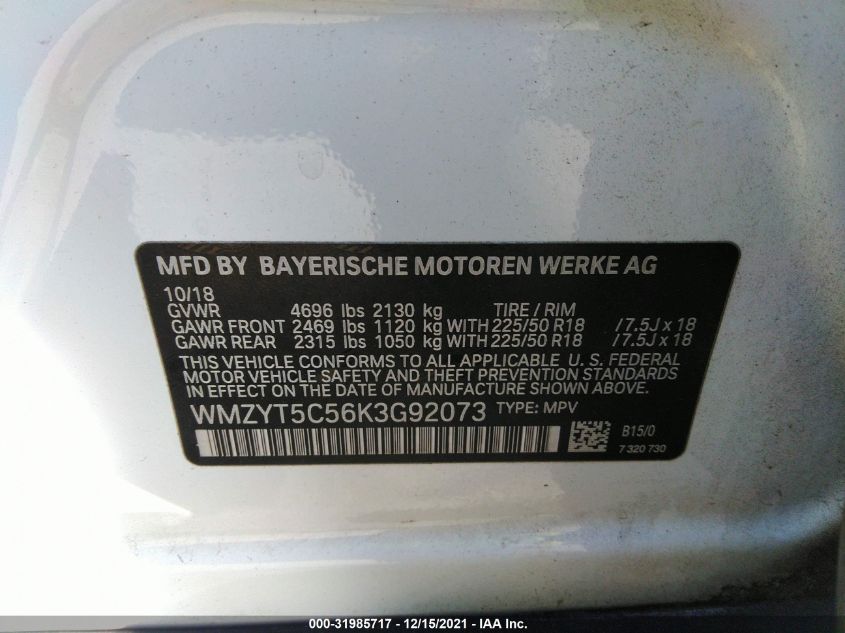 MFD BY BAYERISCHE MOTOREN WERKE AG
10/18
GVWR 4696 lbs 2130 kg TIRE / RIM
GAWR FRONT 2469 lbs 1120 kg WITH 225/50 R18 /7.5J x 18
GAWR REAR 2315 lbs 1050 kg WITH 225/50 R18 /7.5J x 18
THIS VEHICLE CONFORMS TO ALL APPLICABLE U. S. FEDERAL
MOTOR VEHICLE SAFETY AND THEFT PREVENTION STANDARDS
IN EFFECT ON THE DATE OF MANUFACTURE SHOWN ABOVE.
WMZYT5C56K3G92073 TYPE: MPV
B15/0
7 320 730
000-31985717 - 12/15/2021 - IAA Inc.